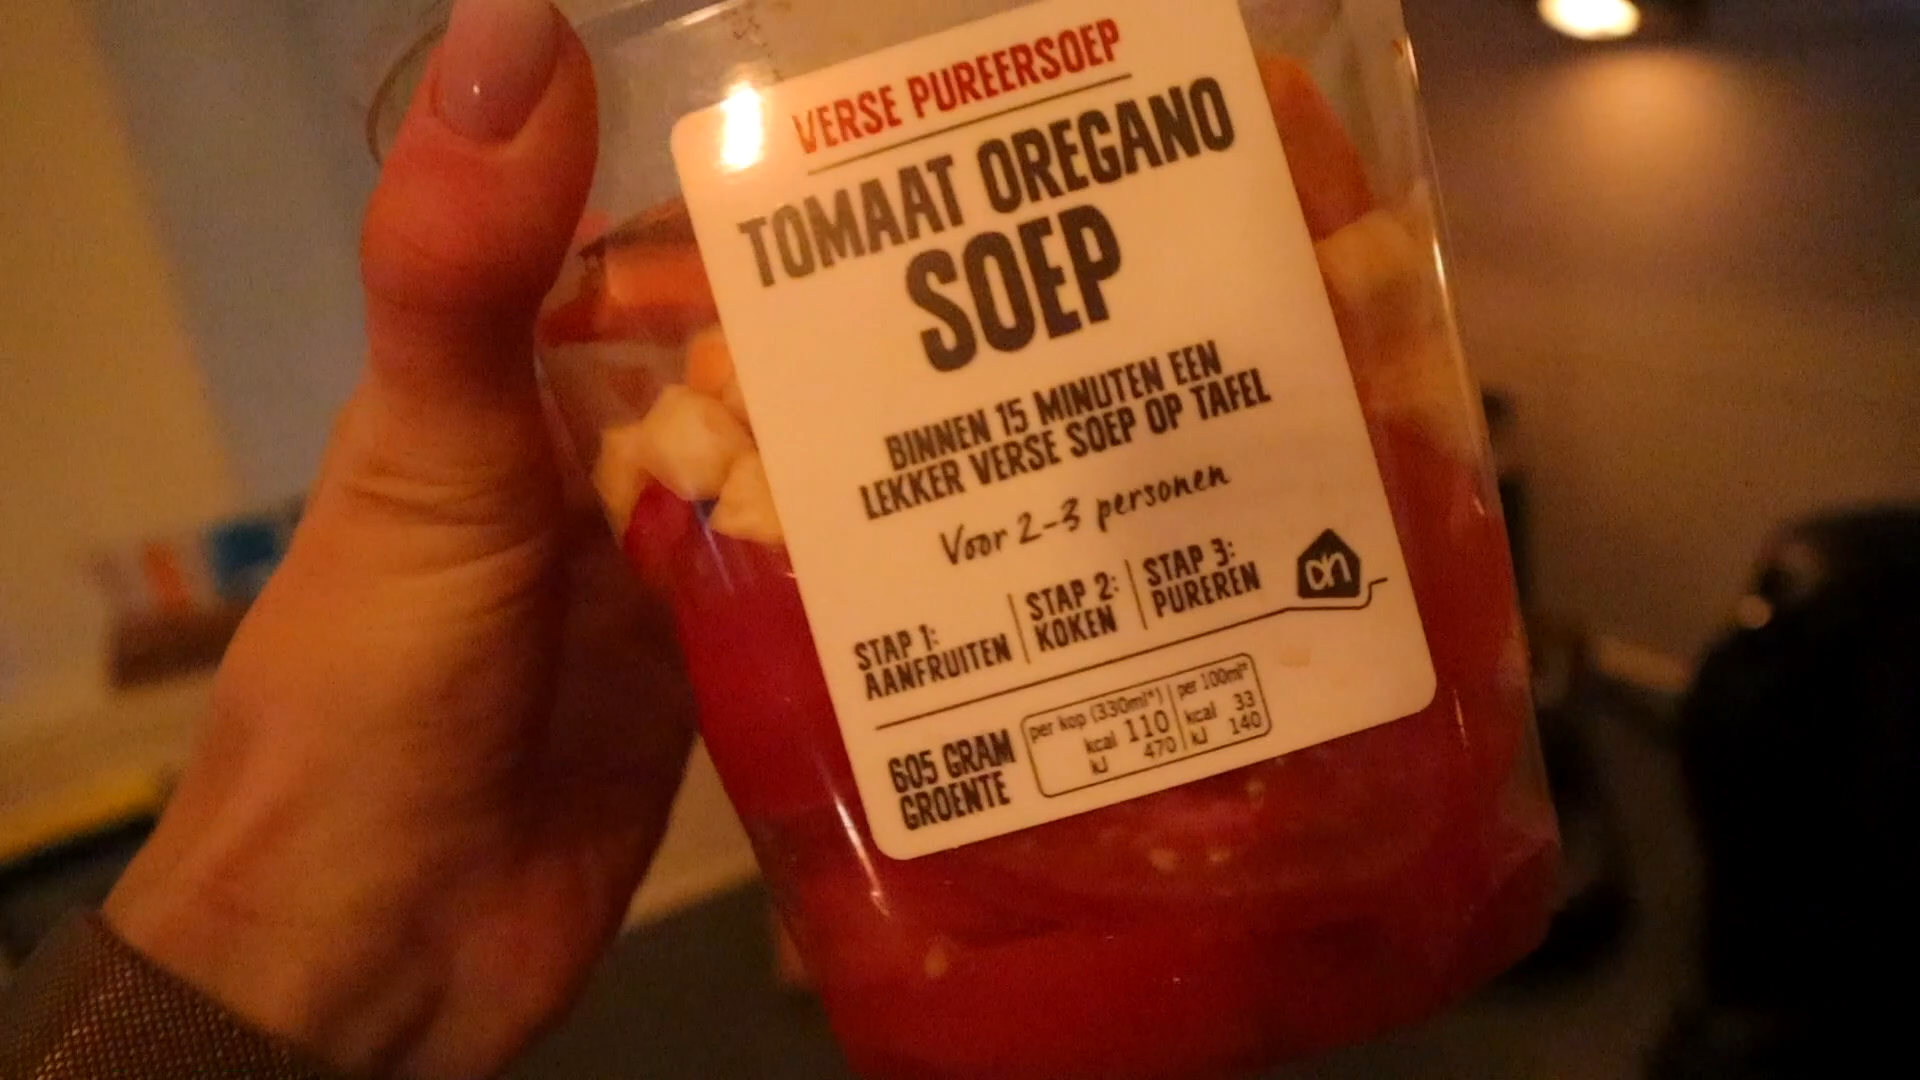 VERSE PUREERSOEP
TOMAAT OREGANO
SOEP
BINNEN 15 MINUTEN EEN
LEKKER VERSE SOEP OP TAFEL
Voor 2-3 personen
STAP 1:
AANFRUITEN
STAP 2:
KOKEN
STAP 3:
PUREREN
ah
605 GRAM
GROENTE
per kop (330ml*)
kcal 110
kJ 470
per 100ml*
kcal 33
kJ 140